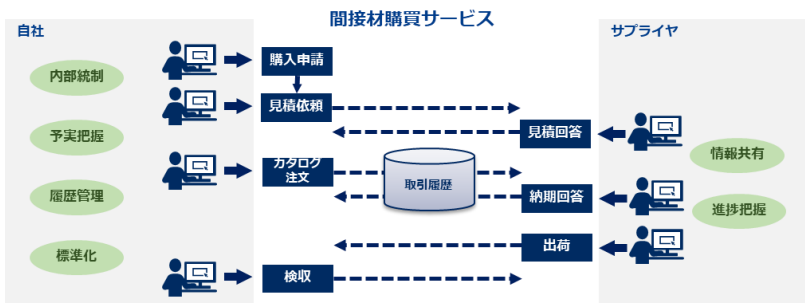 間接材購買サービス
自社
サプライヤ
内部統制
予実把握
履歴管理
標準化
購入申請
見積依頼
見積回答
カタログ
注文
取引履歴
納期回答
出荷
検収
情報共有
進捗把握